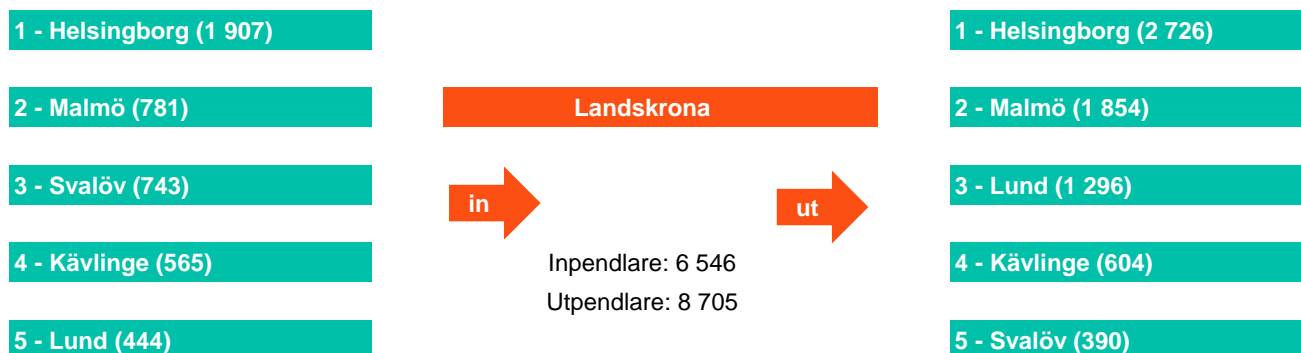 1 - Helsingborg (1 907)
2 - Malmö (781)
3 - Svalöv (743)
4 - Kävlinge (565)
5 - Lund (444)
Landskrona
in
ut
Inpendlare: 6 546
Utpendlare: 8 705
1 - Helsingborg (2 726)
2 - Malmö (1 854)
3 - Lund (1 296)
4 - Kävlinge (604)
5 - Svalöv (390)